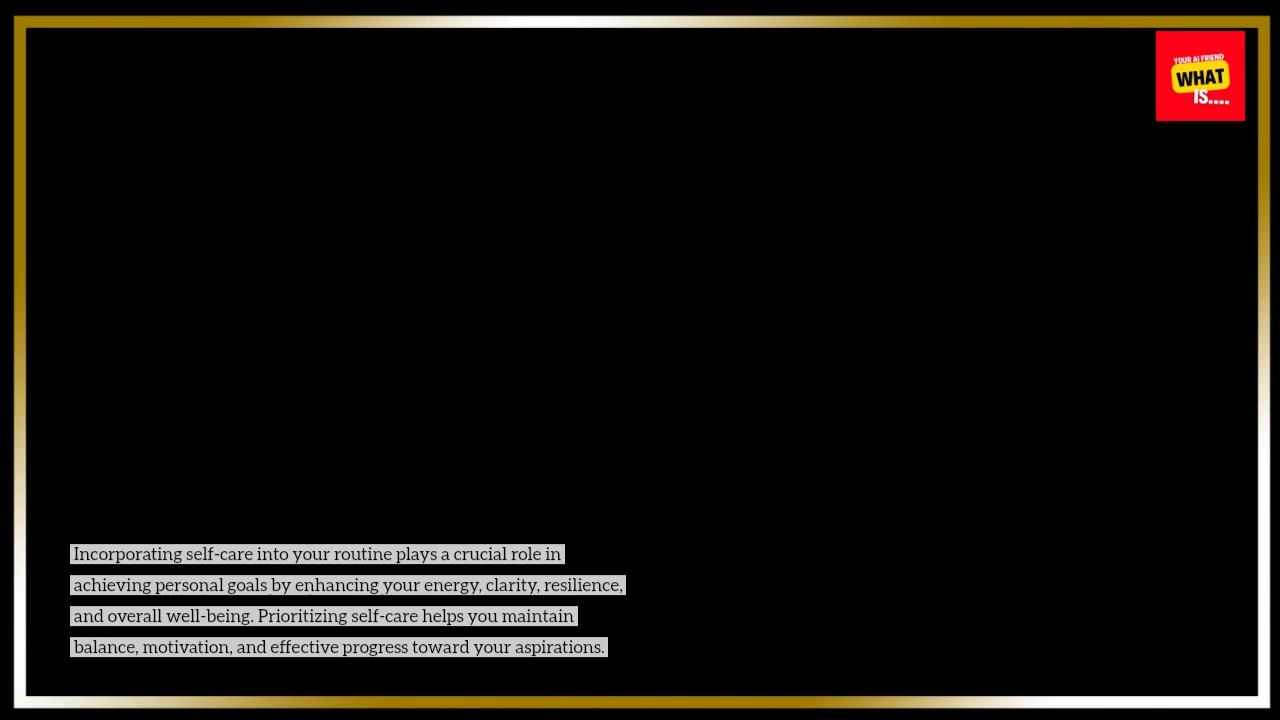 YOUR AI FRIEND
WHAT
IS....
Incorporating self-care into your routine plays a crucial role in
achieving personal goals by enhancing your energy, clarity, resilience,
and overall well-being. Prioritizing self-care helps you maintain
balance, motivation, and effective progress toward your aspirations.